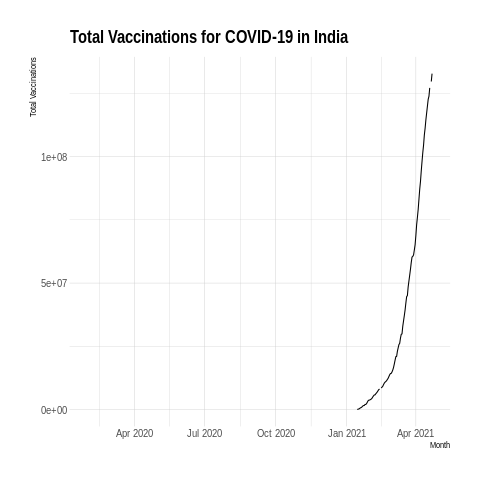 Total Vaccinations for COVID-19 in India
Total Vaccinations
1e+08
5e+07
0e+00
Apr 2020 Jul 2020 Oct 2020 Jan 2021 Apr 2021
Month